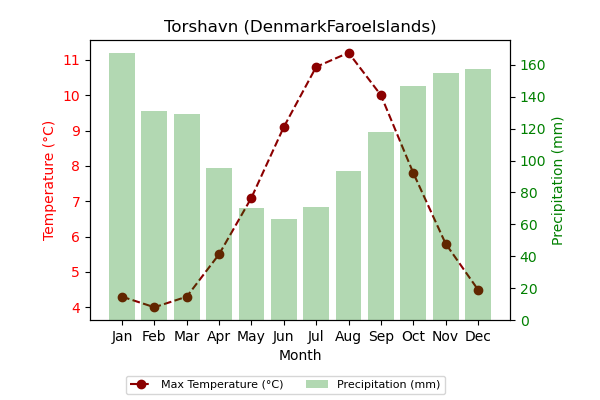 Torshavn (DenmarkFaroeIslands)
11
10
9
8
7
6
5
4
Temperature (°C)
160
140
120
100
80
60
40
20
0
Precipitation (mm)
Jan Feb Mar Apr May Jun Jul Aug Sep Oct Nov Dec
Month
Max Temperature (°C) Precipitation (mm)